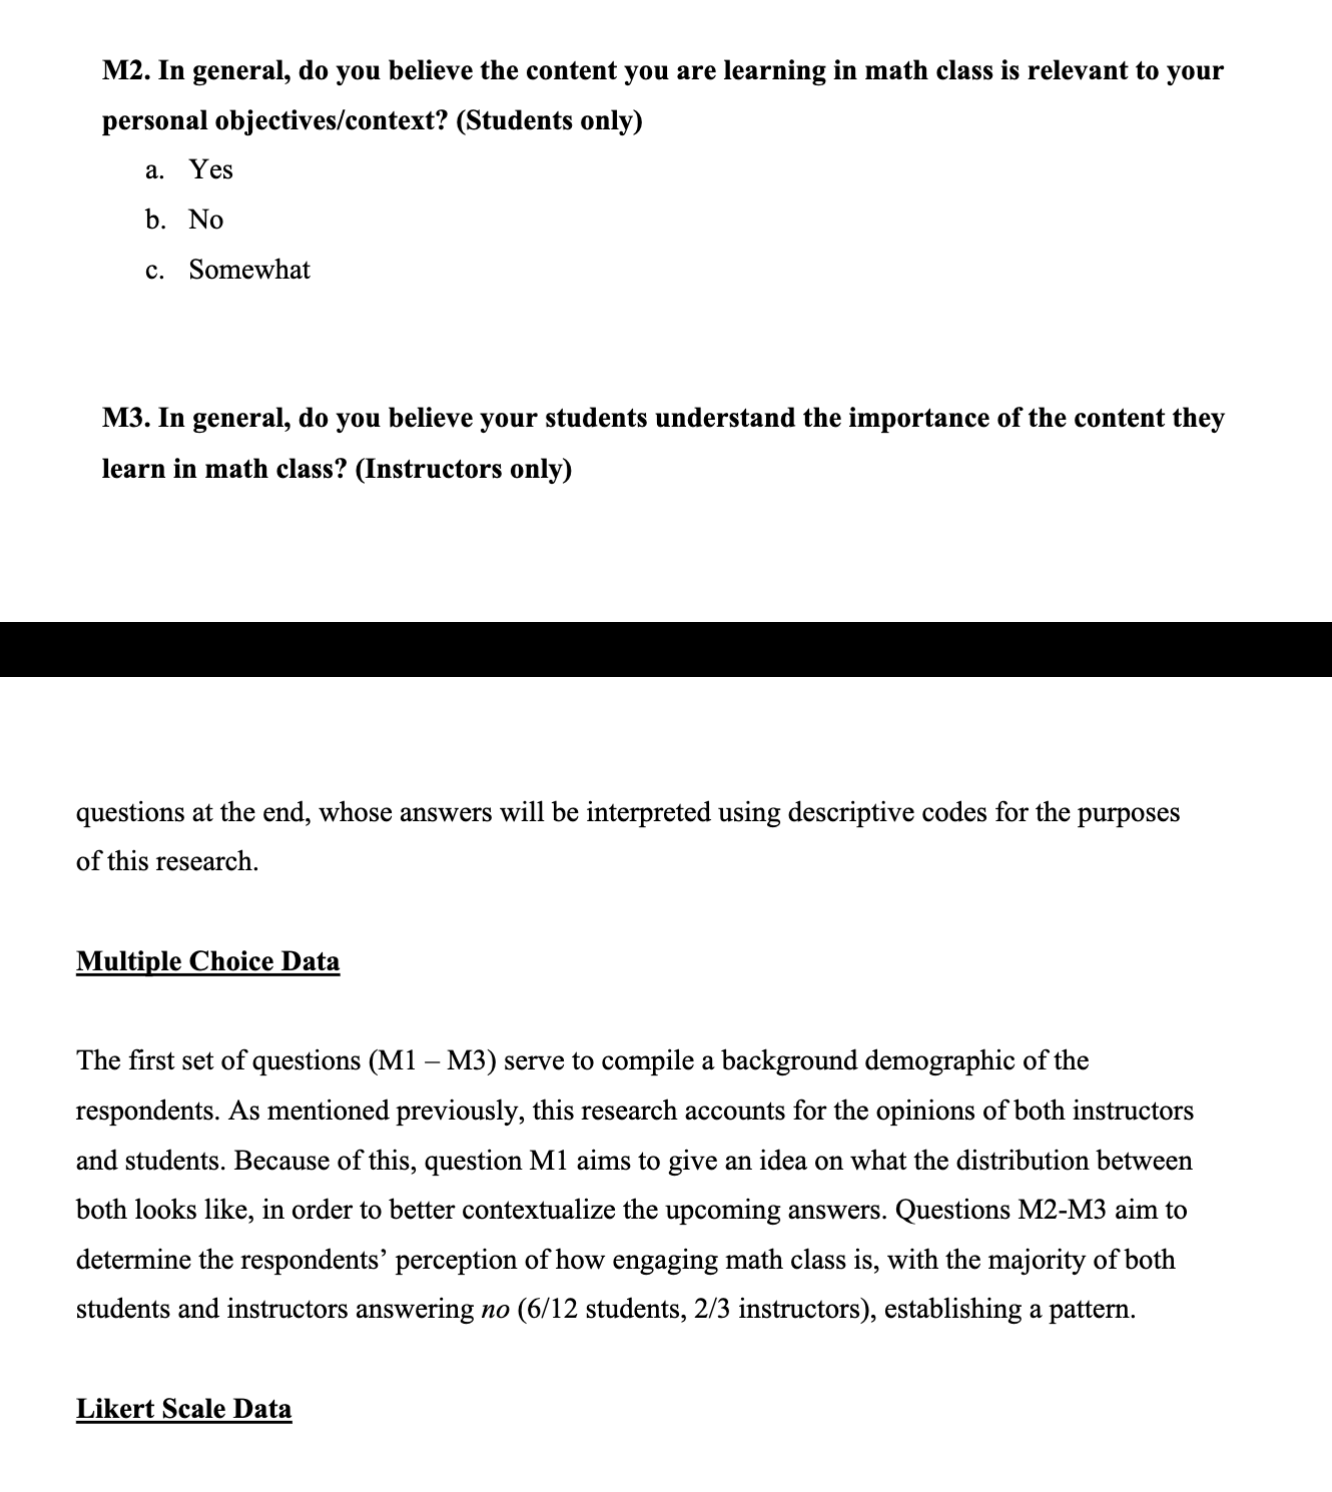 M2. In general, do you believe the content you are learning in math class is relevant to your
personal objectives/context? (Students only)
a. Yes
b. No
c. Somewhat
M3. In general, do you believe your students understand the importance of the content they
learn in math class? (Instructors only)
questions at the end, whose answers will be interpreted using descriptive codes for the purposes
of this research.
Multiple Choice Data
The first set of questions (M1 – M3) serve to compile a background demographic of the
respondents. As mentioned previously, this research accounts for the opinions of both instructors
and students. Because of this, question M1 aims to give an idea on what the distribution between
both looks like, in order to better contextualize the upcoming answers. Questions M2-M3 aim to
determine the respondents’ perception of how engaging math class is, with the majority of both
students and instructors answering no (6/12 students, 2/3 instructors), establishing a pattern.
Likert Scale Data